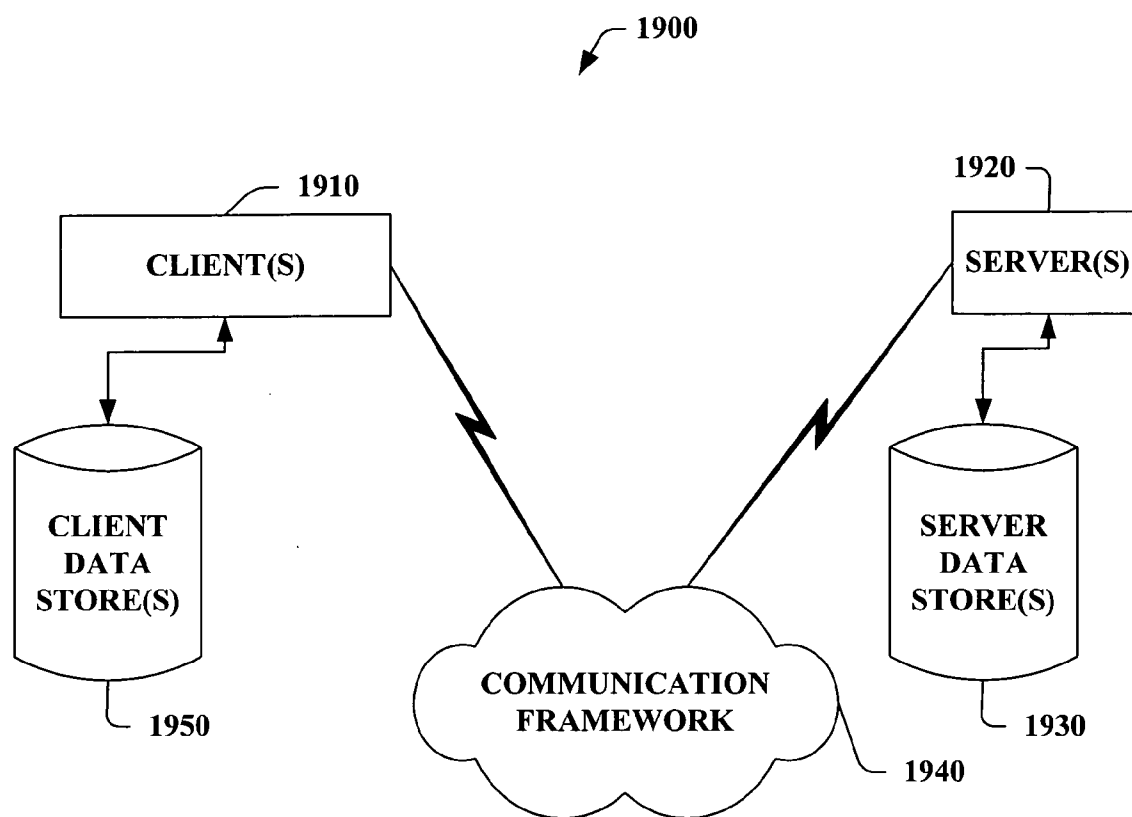 1900
1910
1920
CLIENT(S)
SERVER(S)
CLIENT
DATA
STORE(S)
SERVER
DATA
STORE(S)
COMMUNICATION
FRAMEWORK
1950
1930
1940